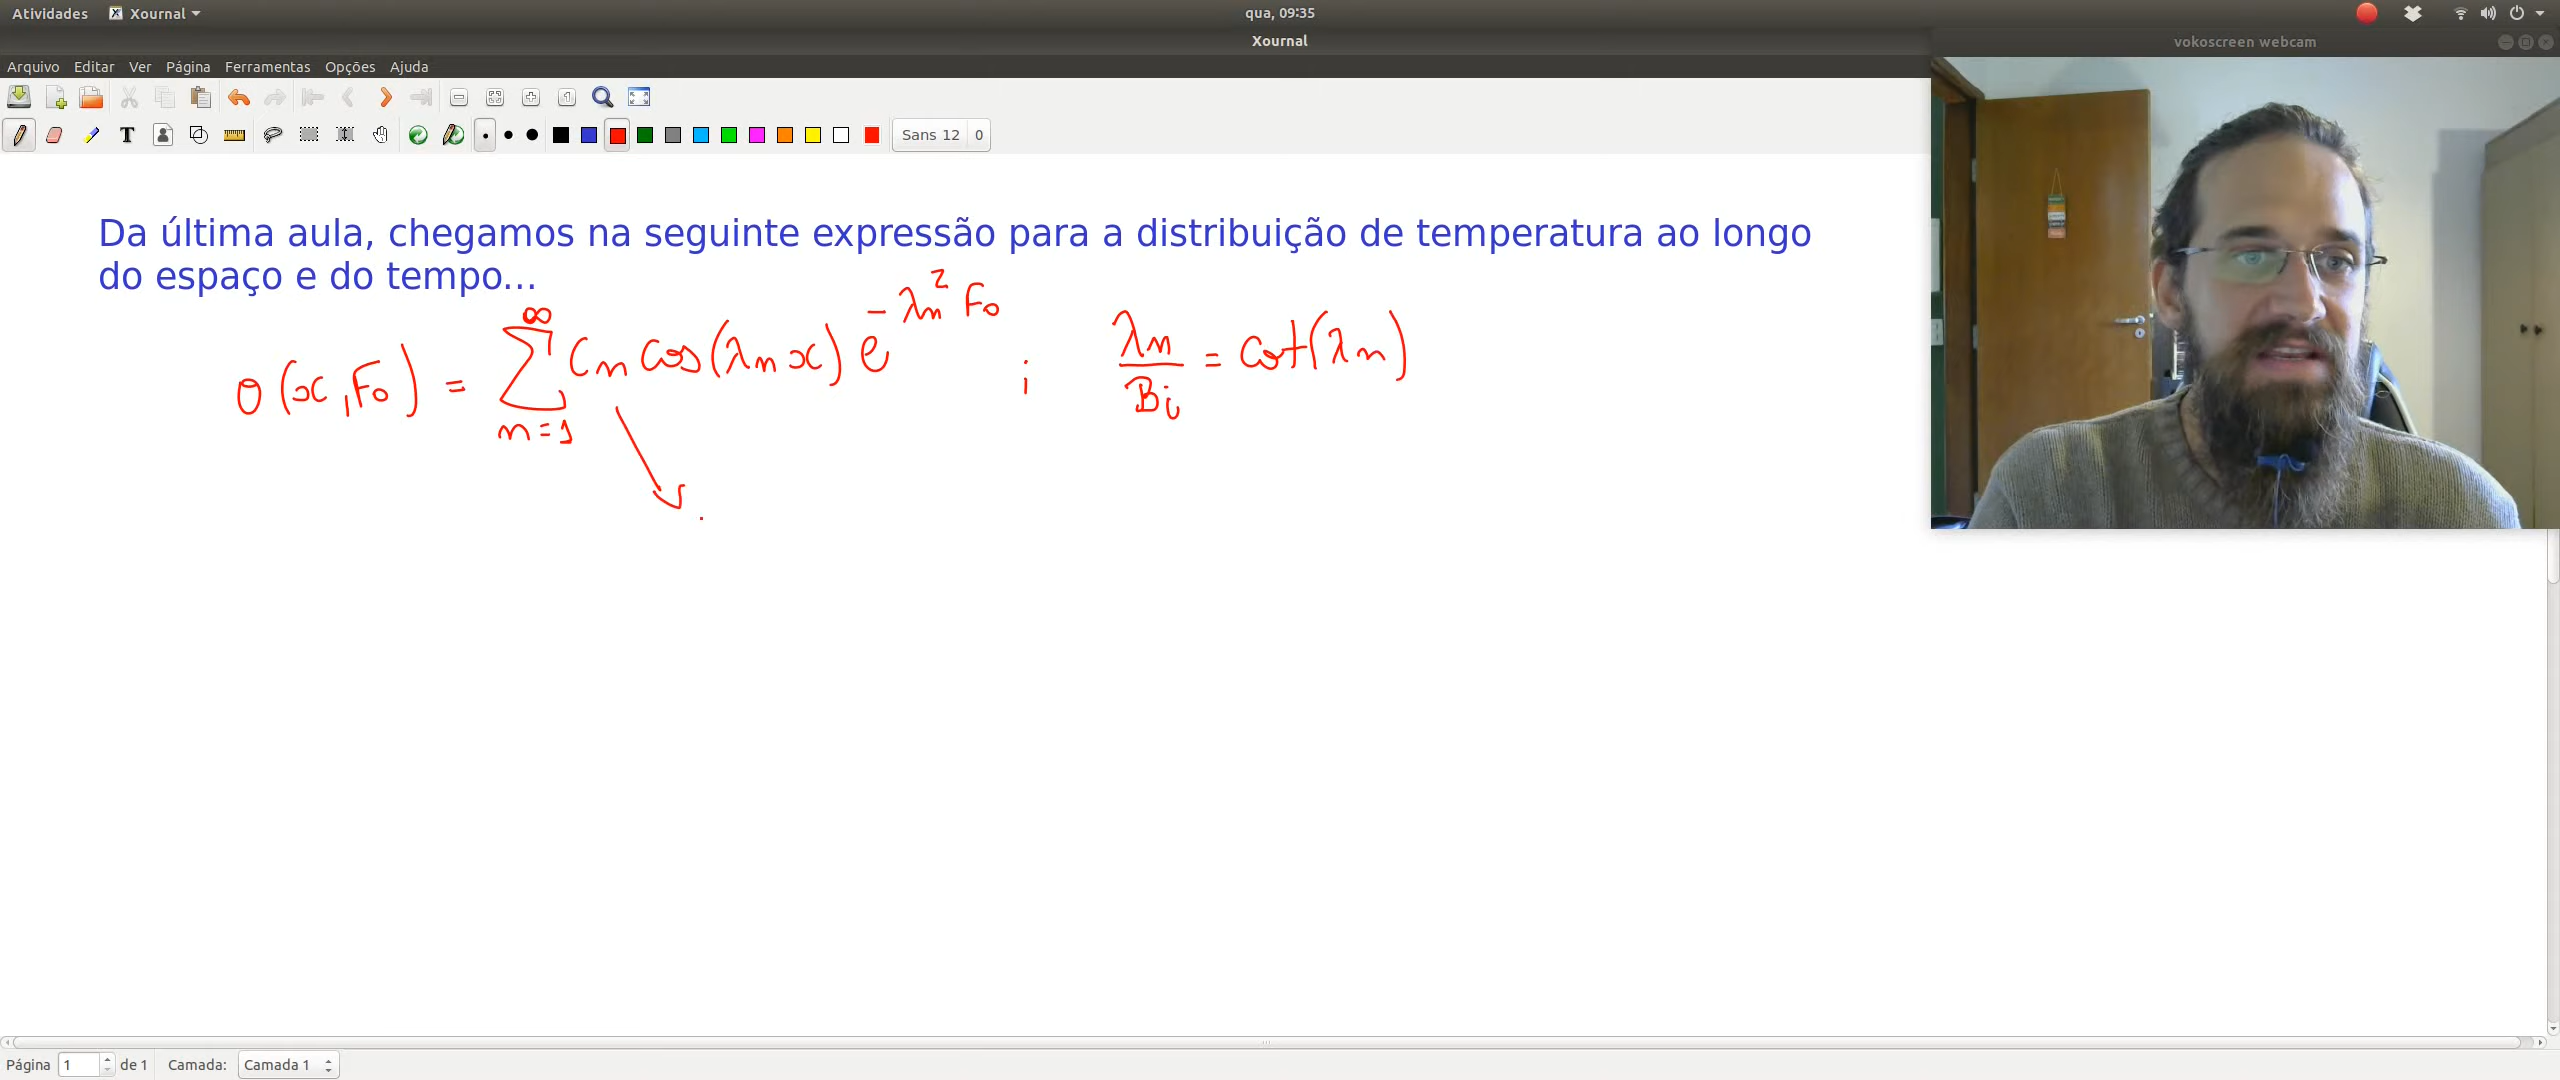 Atividades Xournal qua, 09:35
Xournal
vokoscreen webcam
Arquivo Editar Ver Página Ferramentas Opções Ajuda
T Sans 12 0
Da última aula, chegamos na seguinte expressão para a distribuição de temperatura ao longo
do espaço e do tempo...
θ(x, Fo) = ∑_{n=1}^{∞} Cn cos(λn x) e^{-λn² Fo} ; λn/Bi = cot(λn)
Página 1 de 1 Camada: Camada 1